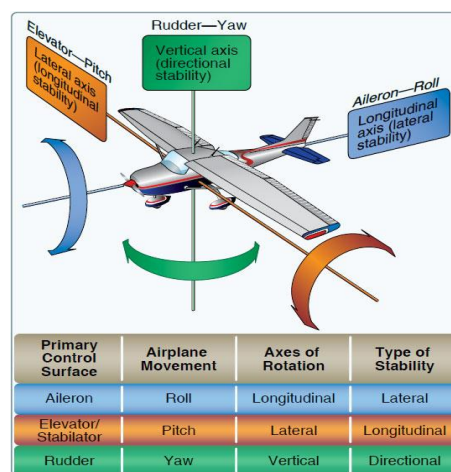 Rudder—Yaw
Vertical axis
(directional
stability)
Elevator—Pitch
Lateral axis
(longitudinal
stability)
Aileron—Roll
Longitudinal
axis (lateral
stability)
Primary Control Surface Airplane Movement Axes of Rotation Type of Stability
Aileron Roll Longitudinal Lateral
Elevator/ Stabilator Pitch Lateral Longitudinal
Rudder Yaw Vertical Directional